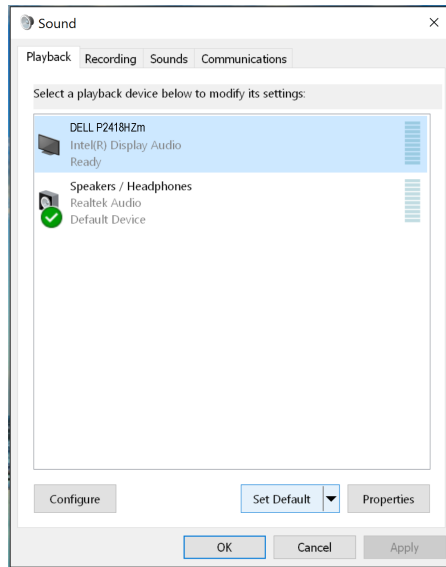 Sound
Playback Recording Sounds Communications
Select a playback device below to modify its settings:
DELL P2418HZm
Intel(R) Display Audio
Ready
Speakers / Headphones
Realtek Audio
Default Device
Configure Set Default Properties
OK Cancel Apply